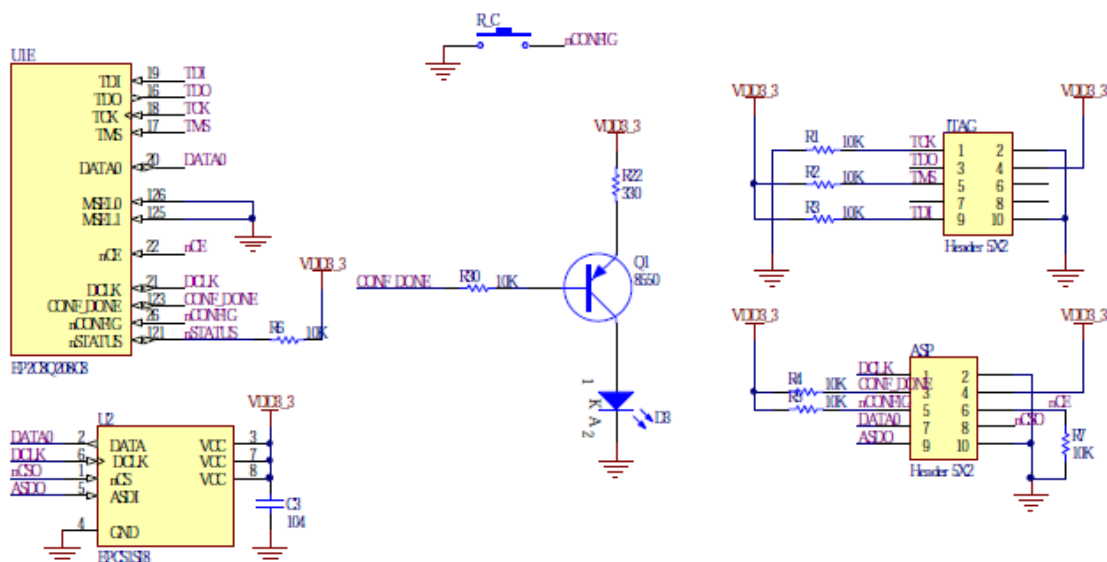 R_C
nCONFIG
U1E
TDI 19 TDI
TDO 16 TDO
TCK 18 TCK
TMS 17 TMS
DATA0 20 DATA0
MSEL0 126
MSEL1 125
nCE 22 nCE
DCLK 21 DCLK
CONF_DONE 123 CONF_DONE
nCONFIG 26 nCONFIG
nSTATUS 121 nSTATUS
R6 10K
VDD3_3
EP2C8Q208C8
VDD3_3
R22
330
Q1
8550
CONF_DONE R30 10K
1 K A 2
D3
VDD3_3
VDD3_3
JTAG
R1 10K TCK 1 2
TDO 3 4
R2 10K TMS 5 6
7 8
R3 10K TDI 9 10
Header 5X2
VDD3_3
VDD3_3
ASP
DCLK 1 2
R4 10K CONF_DONE 3 4
R5 10K nCONFIG 5 6 nCE
DATA0 7 8 nCSO
ASDO 9 10
R7
10K
Header 5X2
U2
VDD3_3
DATA0 2 DATA VCC 3
DCLK 6 DCLK VCC 7
nCSO 1 nCS VCC 8
ASDO 5 ASDI
4 GND
C3
104
EPCS1SI8